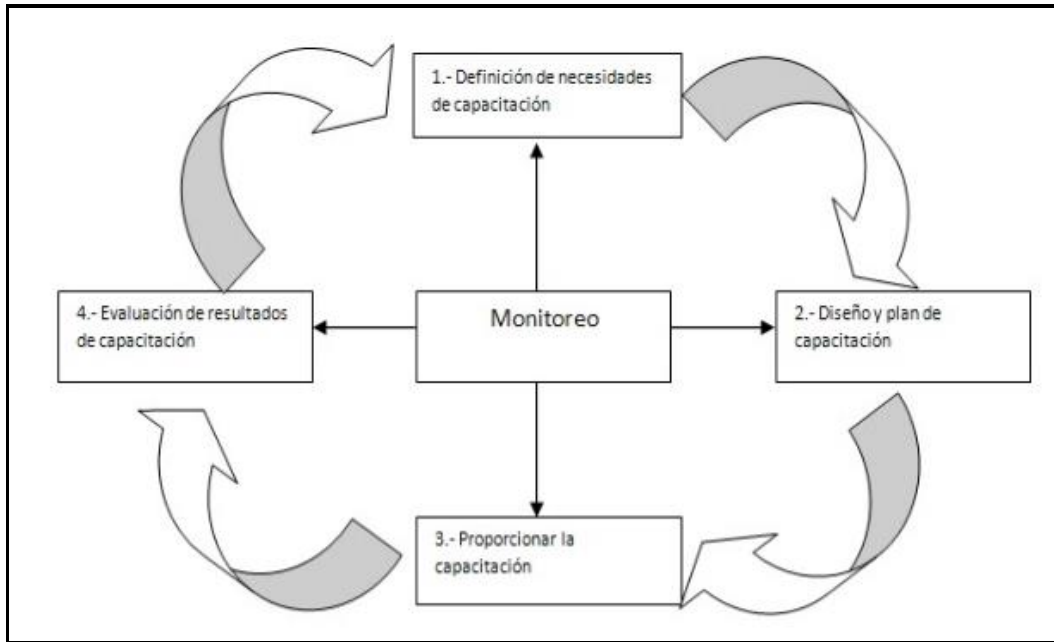 1.- Definición de necesidades
de capacitación
4.- Evaluación de resultados
de capacitación
Monitoreo
2.- Diseño y plan de
capacitación
3.- Proporcionar la
capacitación